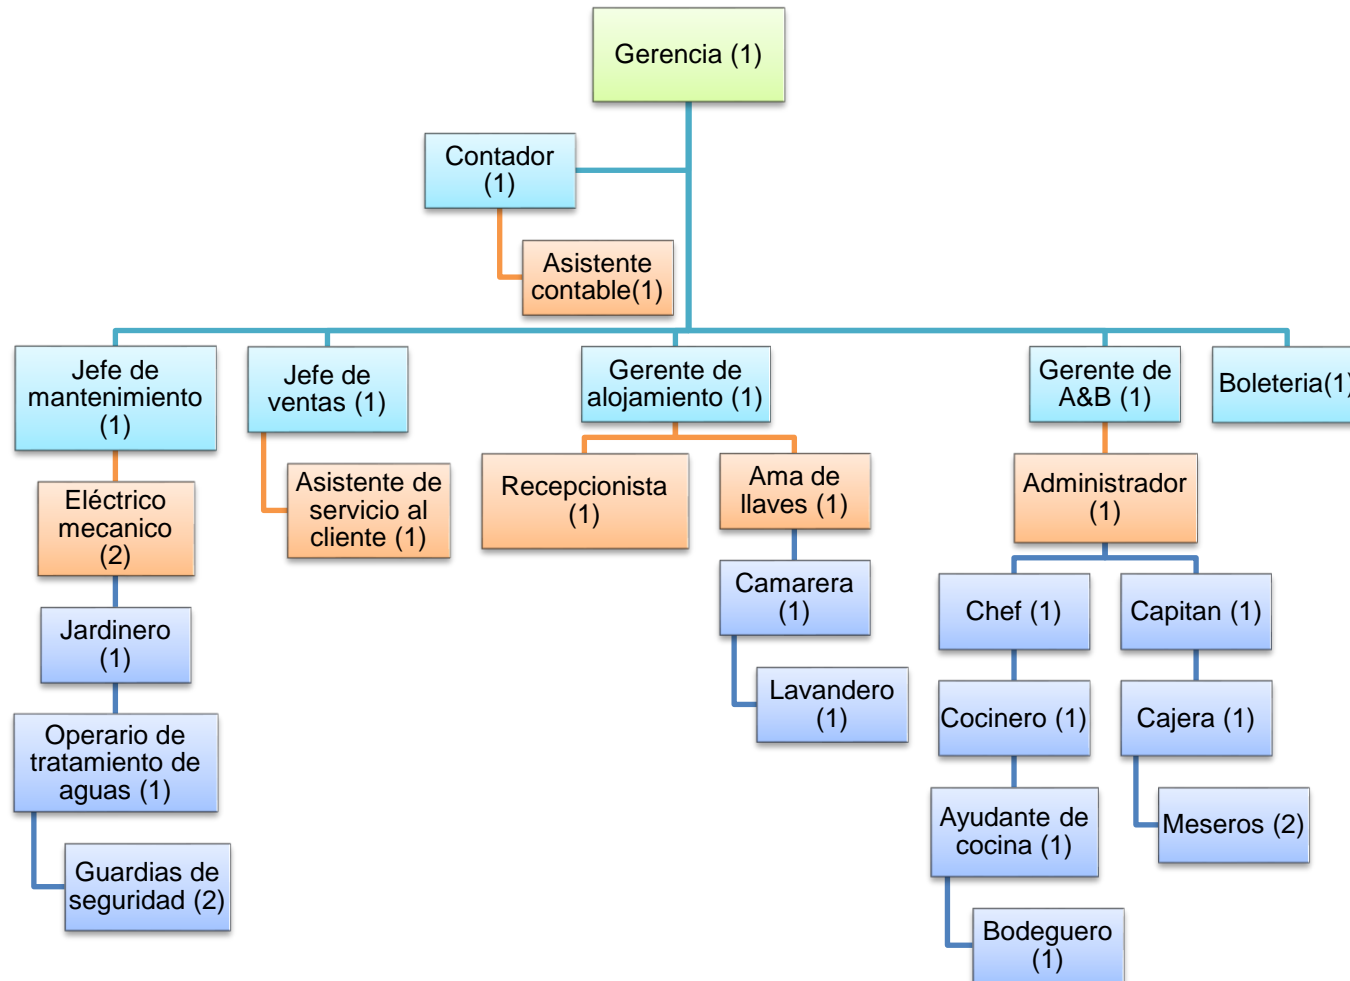 Gerencia (1)
Contador
(1)
Asistente
contable(1)
Jefe de
mantenimiento
(1)
Jefe de
ventas (1)
Gerente de
alojamiento (1)
Gerente de
A&B (1)
Boleteria(1)
Eléctrico
mecanico
(2)
Asistente de
servicio al
cliente (1)
Recepcionista
(1)
Ama de
llaves (1)
Administrador
(1)
Jardinero
(1)
Camarera
(1)
Chef (1)
Capitan (1)
Operario de
tratamiento de
aguas (1)
Lavandero
(1)
Cocinero (1)
Cajera (1)
Guardias de
seguridad (2)
Ayudante de
cocina (1)
Meseros (2)
Bodeguero
(1)